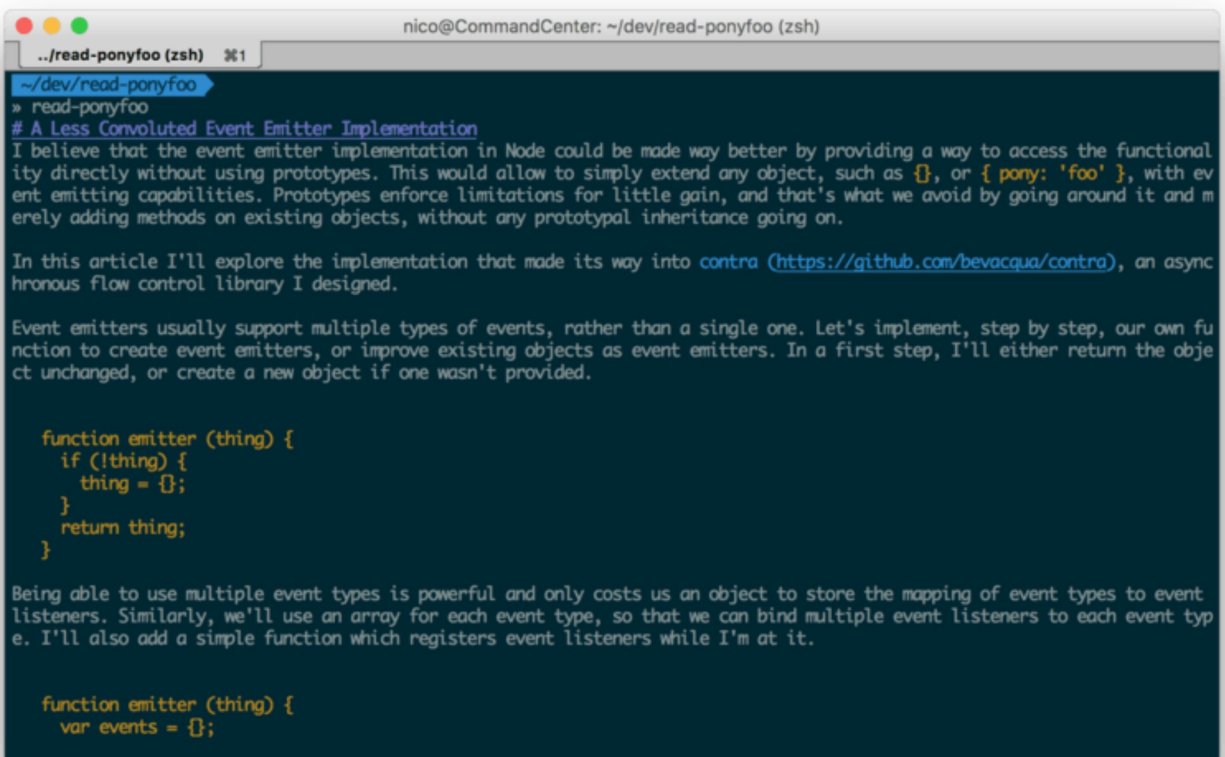 nico@CommandCenter: ~/dev/read-ponyfoo (zsh)
../read-ponyfoo (zsh) ⌘1
~/dev/read-ponyfoo
» read-ponyfoo
# A Less Convoluted Event Emitter Implementation
I believe that the event emitter implementation in Node could be made way better by providing a way to access the functional
ity directly without using prototypes. This would allow to simply extend any object, such as {}, or { pony: 'foo' }, with ev
ent emitting capabilities. Prototypes enforce limitations for little gain, and that's what we avoid by going around it and m
erely adding methods on existing objects, without any prototypal inheritance going on.
In this article I'll explore the implementation that made its way into contra (https://github.com/bevacqua/contra), an async
hronous flow control library I designed.
Event emitters usually support multiple types of events, rather than a single one. Let's implement, step by step, our own fu
nction to create event emitters, or improve existing objects as event emitters. In a first step, I'll either return the obje
ct unchanged, or create a new object if one wasn't provided.
function emitter (thing) {
if (!thing) {
thing = {};
}
return thing;
}
Being able to use multiple event types is powerful and only costs us an object to store the mapping of event types to event
listeners. Similarly, we'll use an array for each event type, so that we can bind multiple event listeners to each event typ
e. I'll also add a simple function which registers event listeners while I'm at it.
function emitter (thing) {
var events = {};